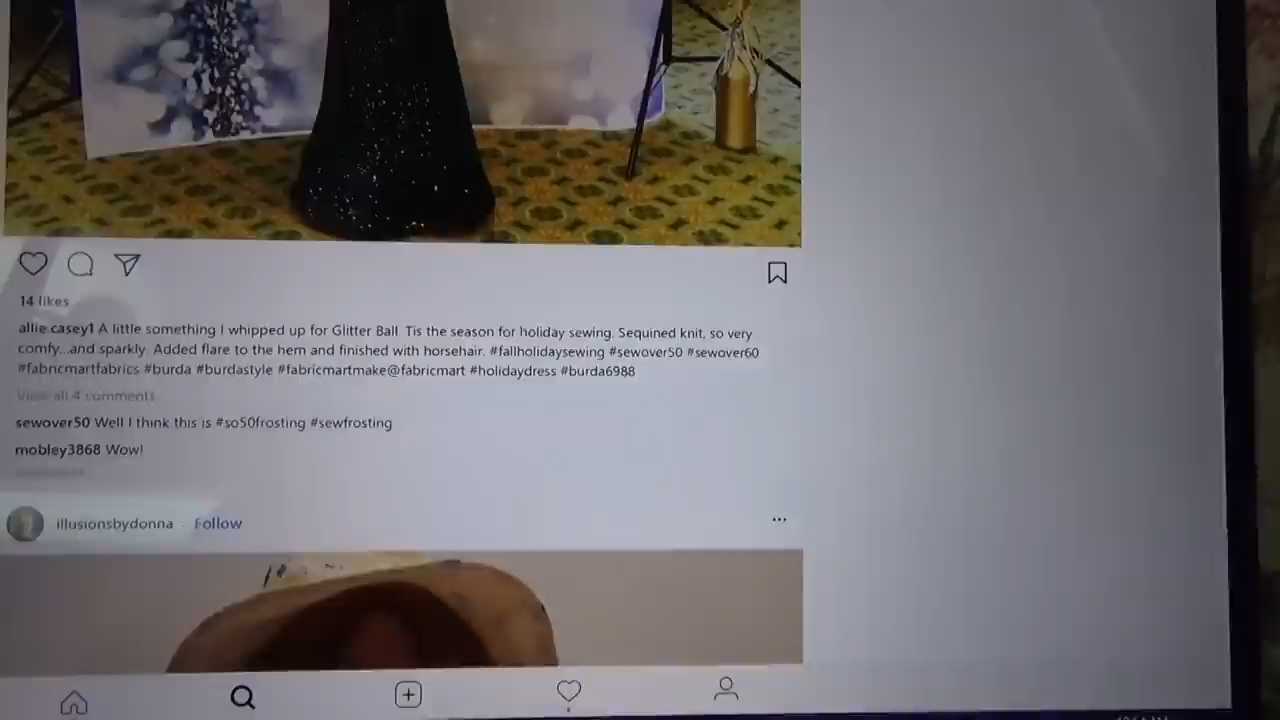 14 likes
allie.casey1 A little something I whipped up for Glitter Ball. Tis the season for holiday sewing. Sequined knit, so very
comfy...and sparkly. Added flare to the hem and finished with horsehair. #fallholidaysewing #sewover50 #sewover60
#fabricmartfabrics #burda #burdastyle #fabricmartmake@fabricmart #holidaydress #burda6988
View all 4 comments
sewover50 Well I think this is #so50frosting #sewfrosting
mobley3868 Wow!
illusionsbydonna · Follow